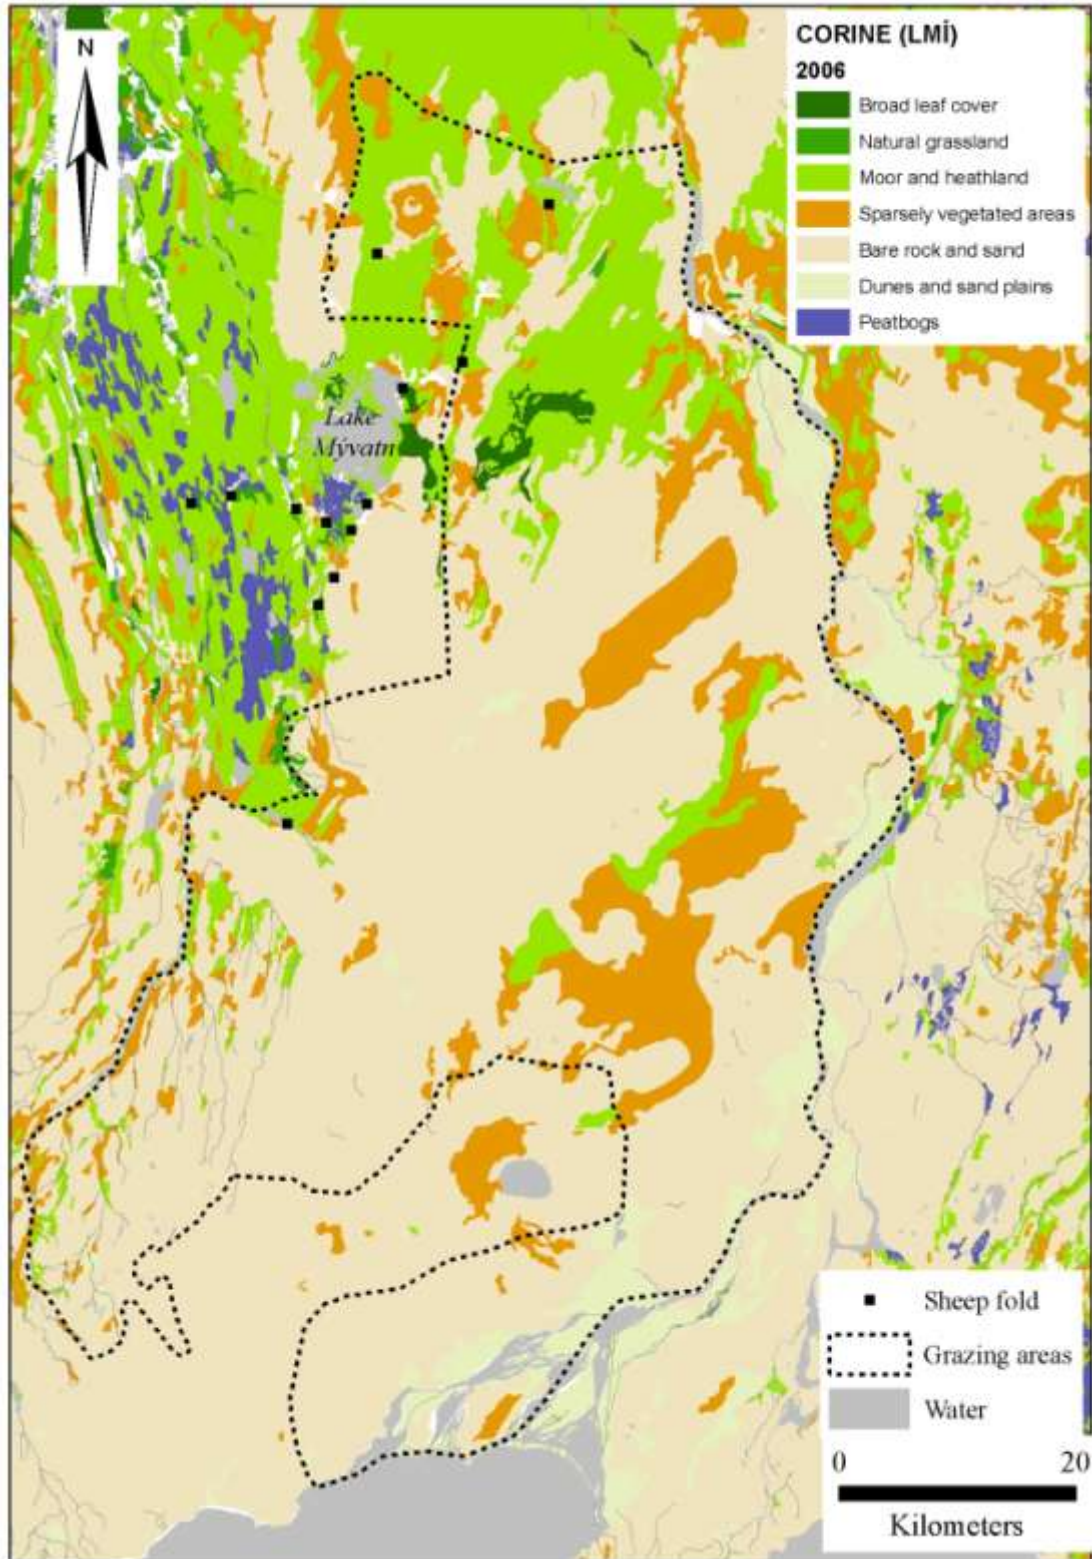 N
CORINE (LMÍ)
2006
Broad leaf cover
Natural grassland
Moor and heathland
Sparsely vegetated areas
Bare rock and sand
Dunes and sand plains
Peatbogs
Lake
Mývatn
Sheep fold
Grazing areas
Water
0 20
Kilometers